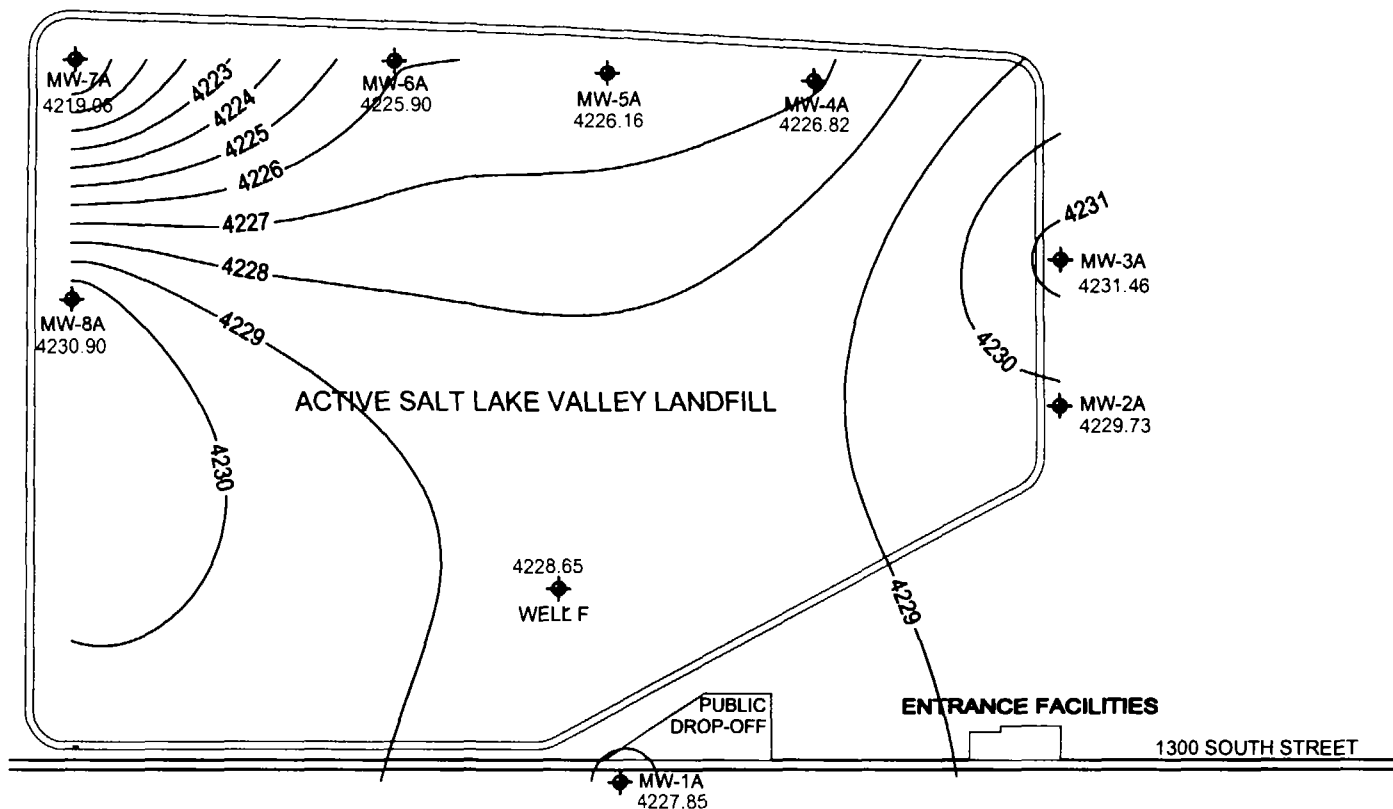 MW-7A
4219.06
4223
4224
4225
4226
4227
4228
4229
4230
MW-6A
4225.90
MW-5A
4226.16
MW-4A
4226.82
4231
MW-3A
4231.46
4230
MW-2A
4229.73
MW-8A
4230.90
ACTIVE SALT LAKE VALLEY LANDFILL
4228.65
WELL F
4229
PUBLIC
DROP-OFF
ENTRANCE FACILITIES
1300 SOUTH STREET
MW-1A
4227.85